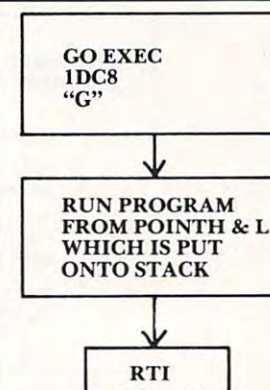 GO EXEC
1DC8
“G”
RUN PROGRAM
FROM POINTH & L
WHICH IS PUT
ONTO STACK
RTI